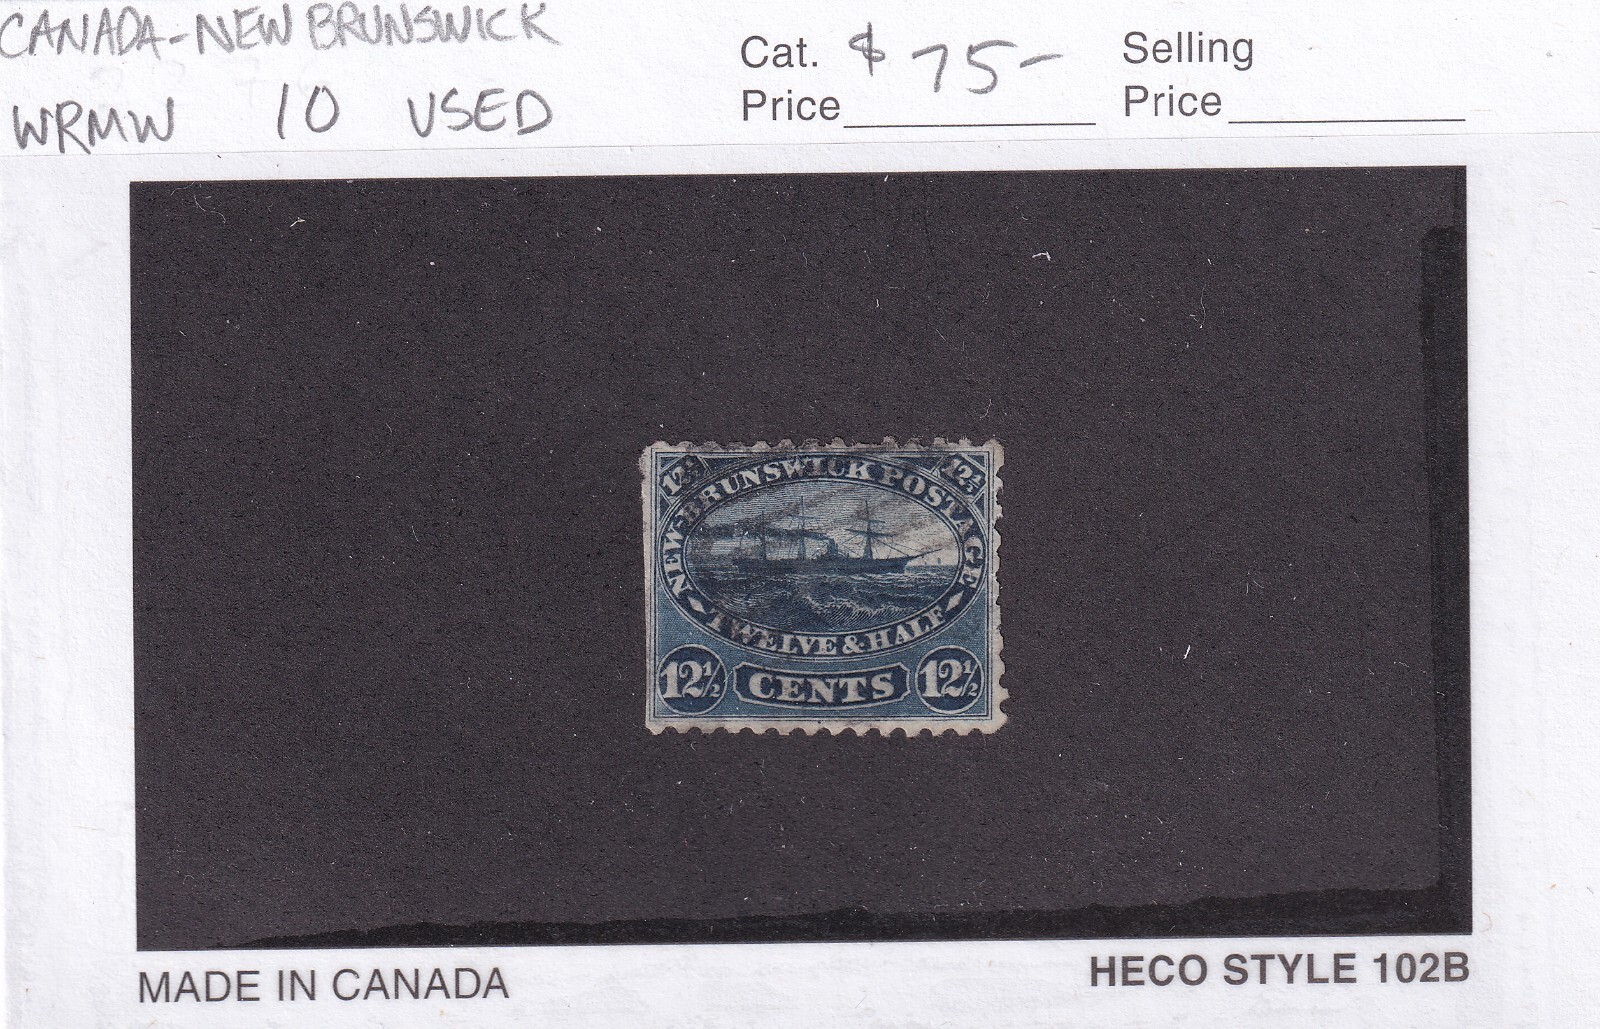 CANADA-NEW BRUNSWICK
WRMW 10 USED
Cat. Price $75-
Selling Price
12½ 12½
NEW-BRUNSWICK POSTAGE
TWELVE & HALF
12½ CENTS 12½
MADE IN CANADA
HECO STYLE 102B